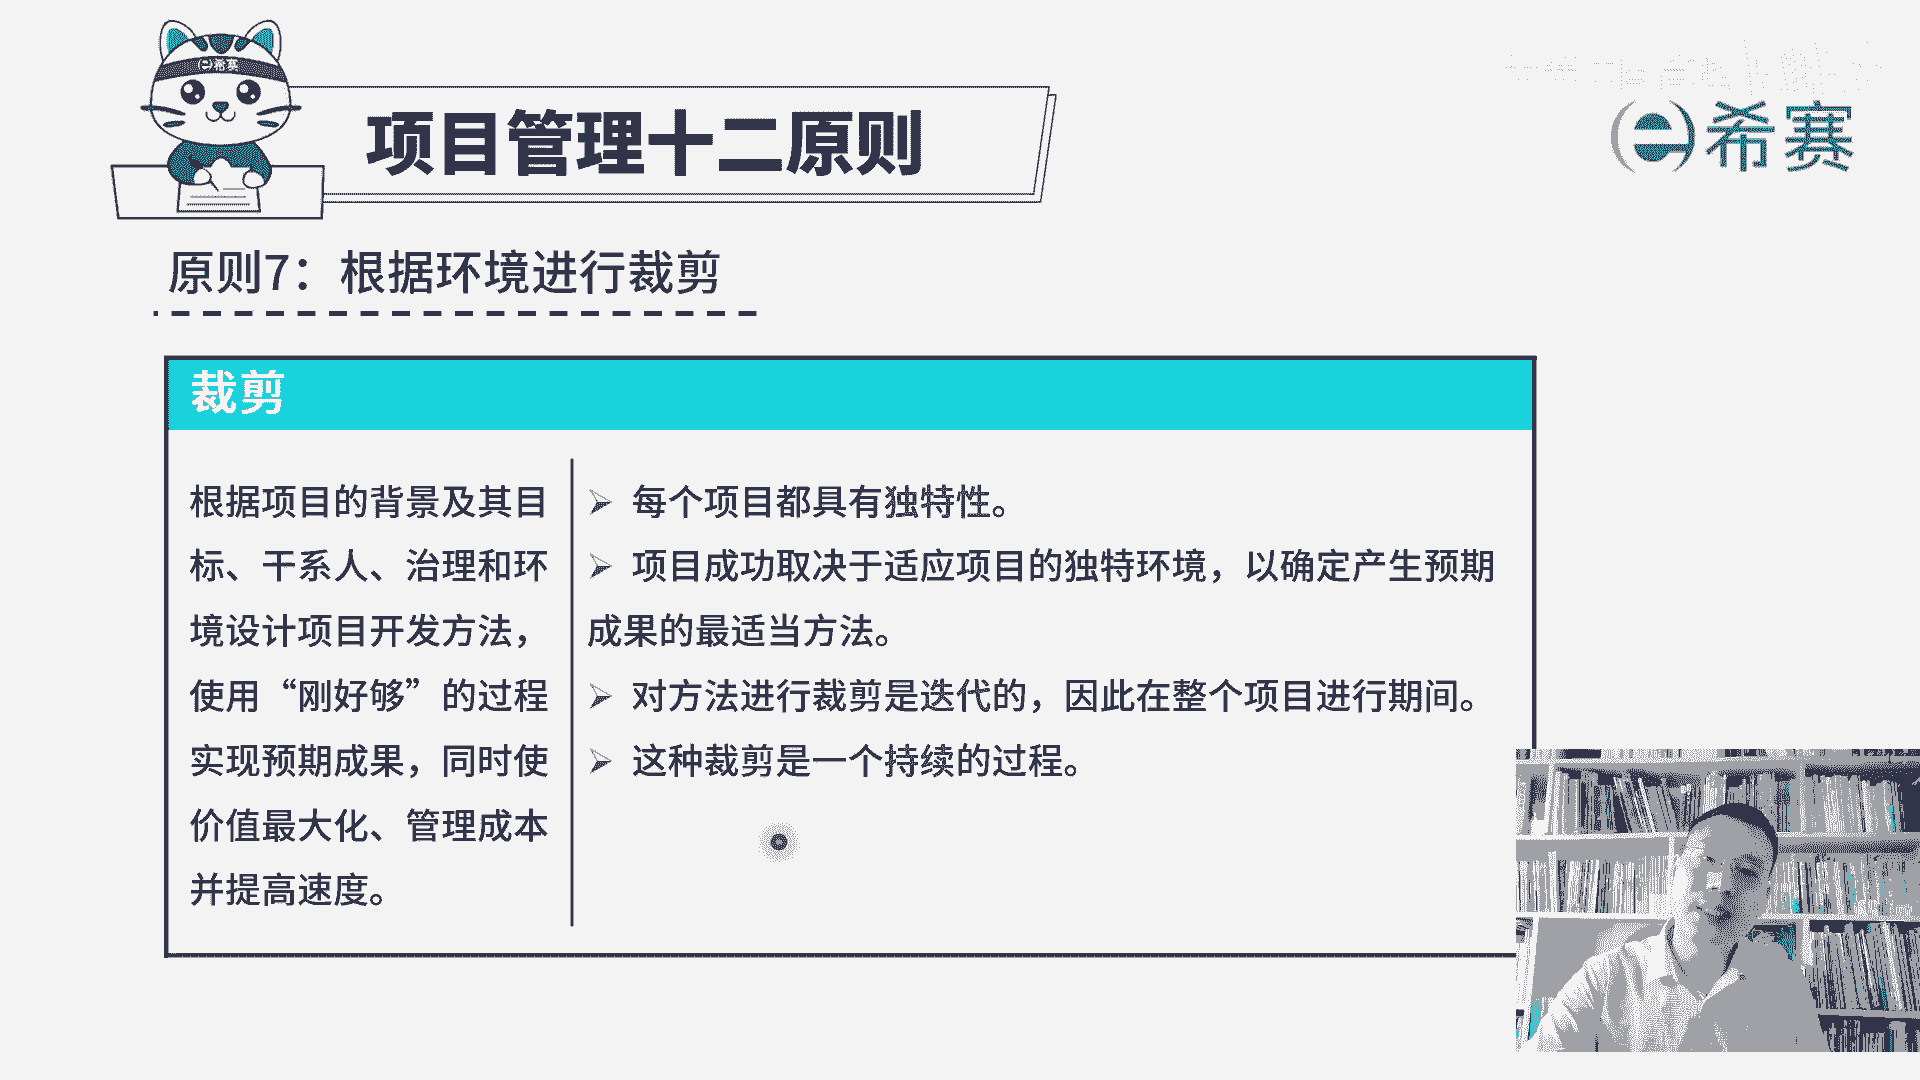 希赛
项目管理十二原则
希赛
原则7：根据环境进行裁剪
裁剪
根据项目的背景及其目
标、干系人、治理和环
境设计项目开发方法，
使用“刚好够”的过程
实现预期成果，同时使
价值最大化、管理成本
并提高速度。
➢ 每个项目都具有独特性。
➢ 项目成功取决于适应项目的独特环境，以确定产生预期
成果的最适当方法。
➢ 对方法进行裁剪是迭代的，因此在整个项目进行期间。
➢ 这种裁剪是一个持续的过程。